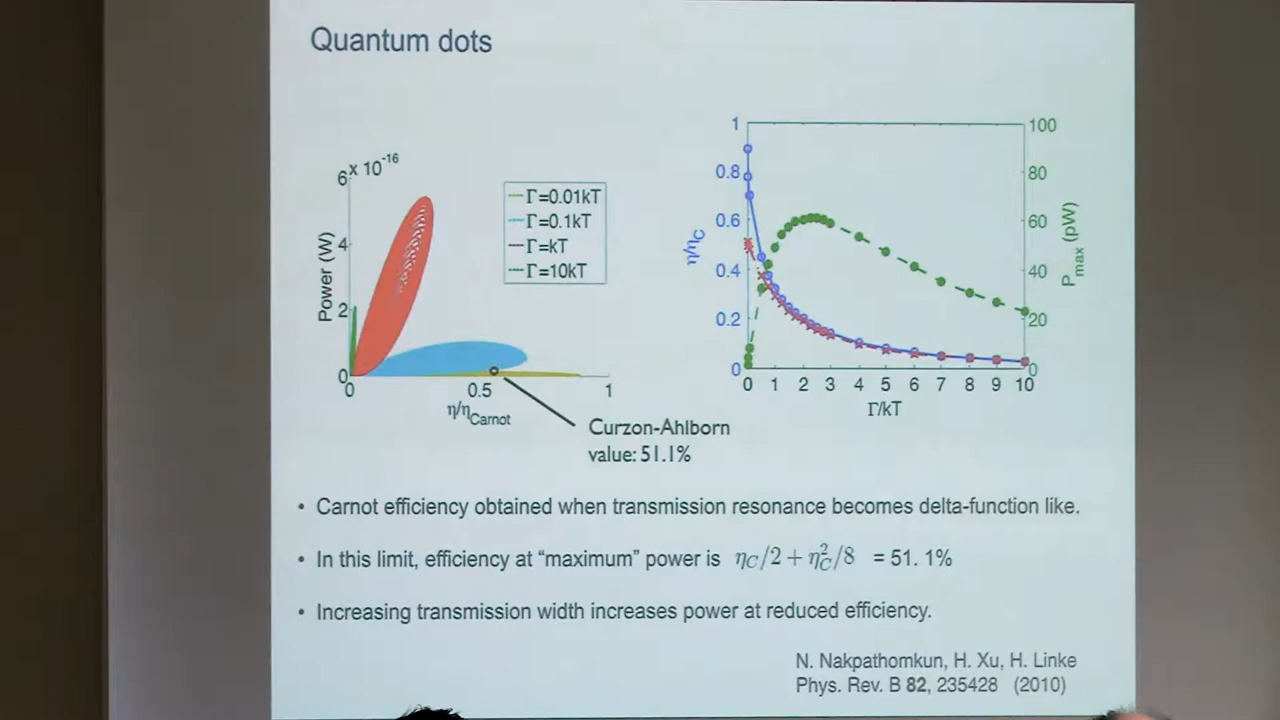 Quantum dots
6 x 10⁻¹⁶
4
2
0
Power (W)
0 0.5 1
η/η_Carnot
Γ=0.01kT
Γ=0.1kT
Γ=kT
Γ=10kT
Curzon-Ahlborn
value: 51.1%
1
0.8
0.6
0.4
0.2
0
η/η_C
100
80
60
40
20
0
P_max (pW)
0 1 2 3 4 5 6 7 8 9 10
Γ/kT
• Carnot efficiency obtained when transmission resonance becomes delta-function like.
• In this limit, efficiency at “maximum” power is η_C/2 + η_C²/8 = 51. 1%
• Increasing transmission width increases power at reduced efficiency.
N. Nakpathomkun, H. Xu, H. Linke
Phys. Rev. B 82, 235428 (2010)